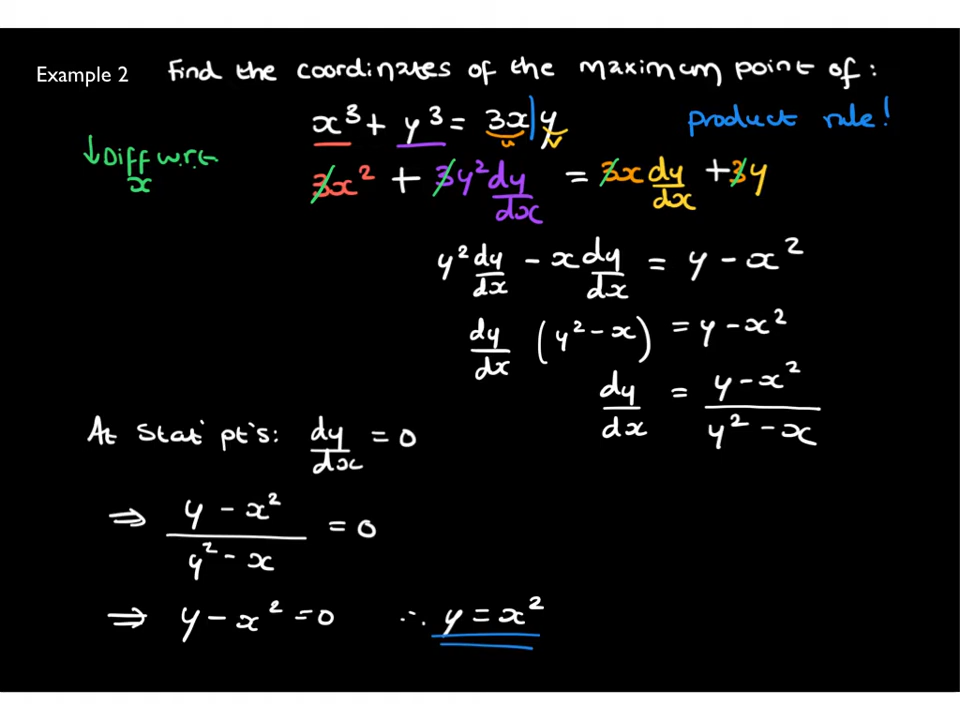 Example 2 Find the coordinates of the maximum point of:
x³ + y³ = 3x | y product rule!
u v
↓Diff w.r.t x
3x² + 3y² dy/dx = 3x dy/dx + 3y
y² dy/dx - x dy/dx = y - x²
dy/dx (y² - x) = y - x²
dy/dx = (y - x²)/(y² - x)
At Stat' pt's: dy/dx = 0
⇒ (y - x²)/(y² - x) = 0
⇒ y - x² = 0 ∴ y = x²